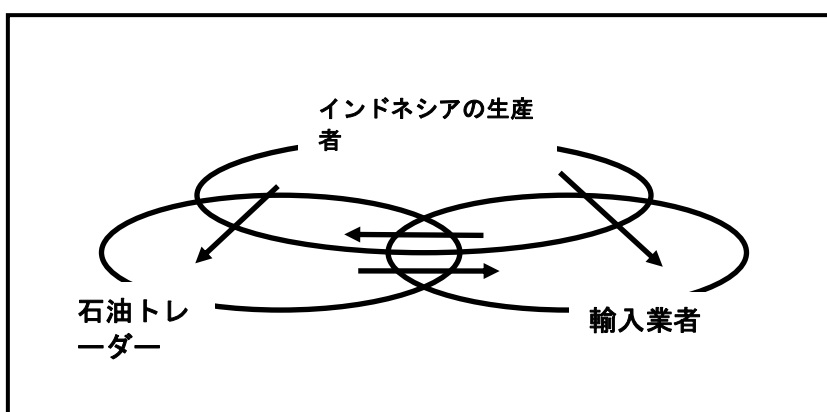 インドネシアの生産
者
石油トレ
ーダー
輸入業者